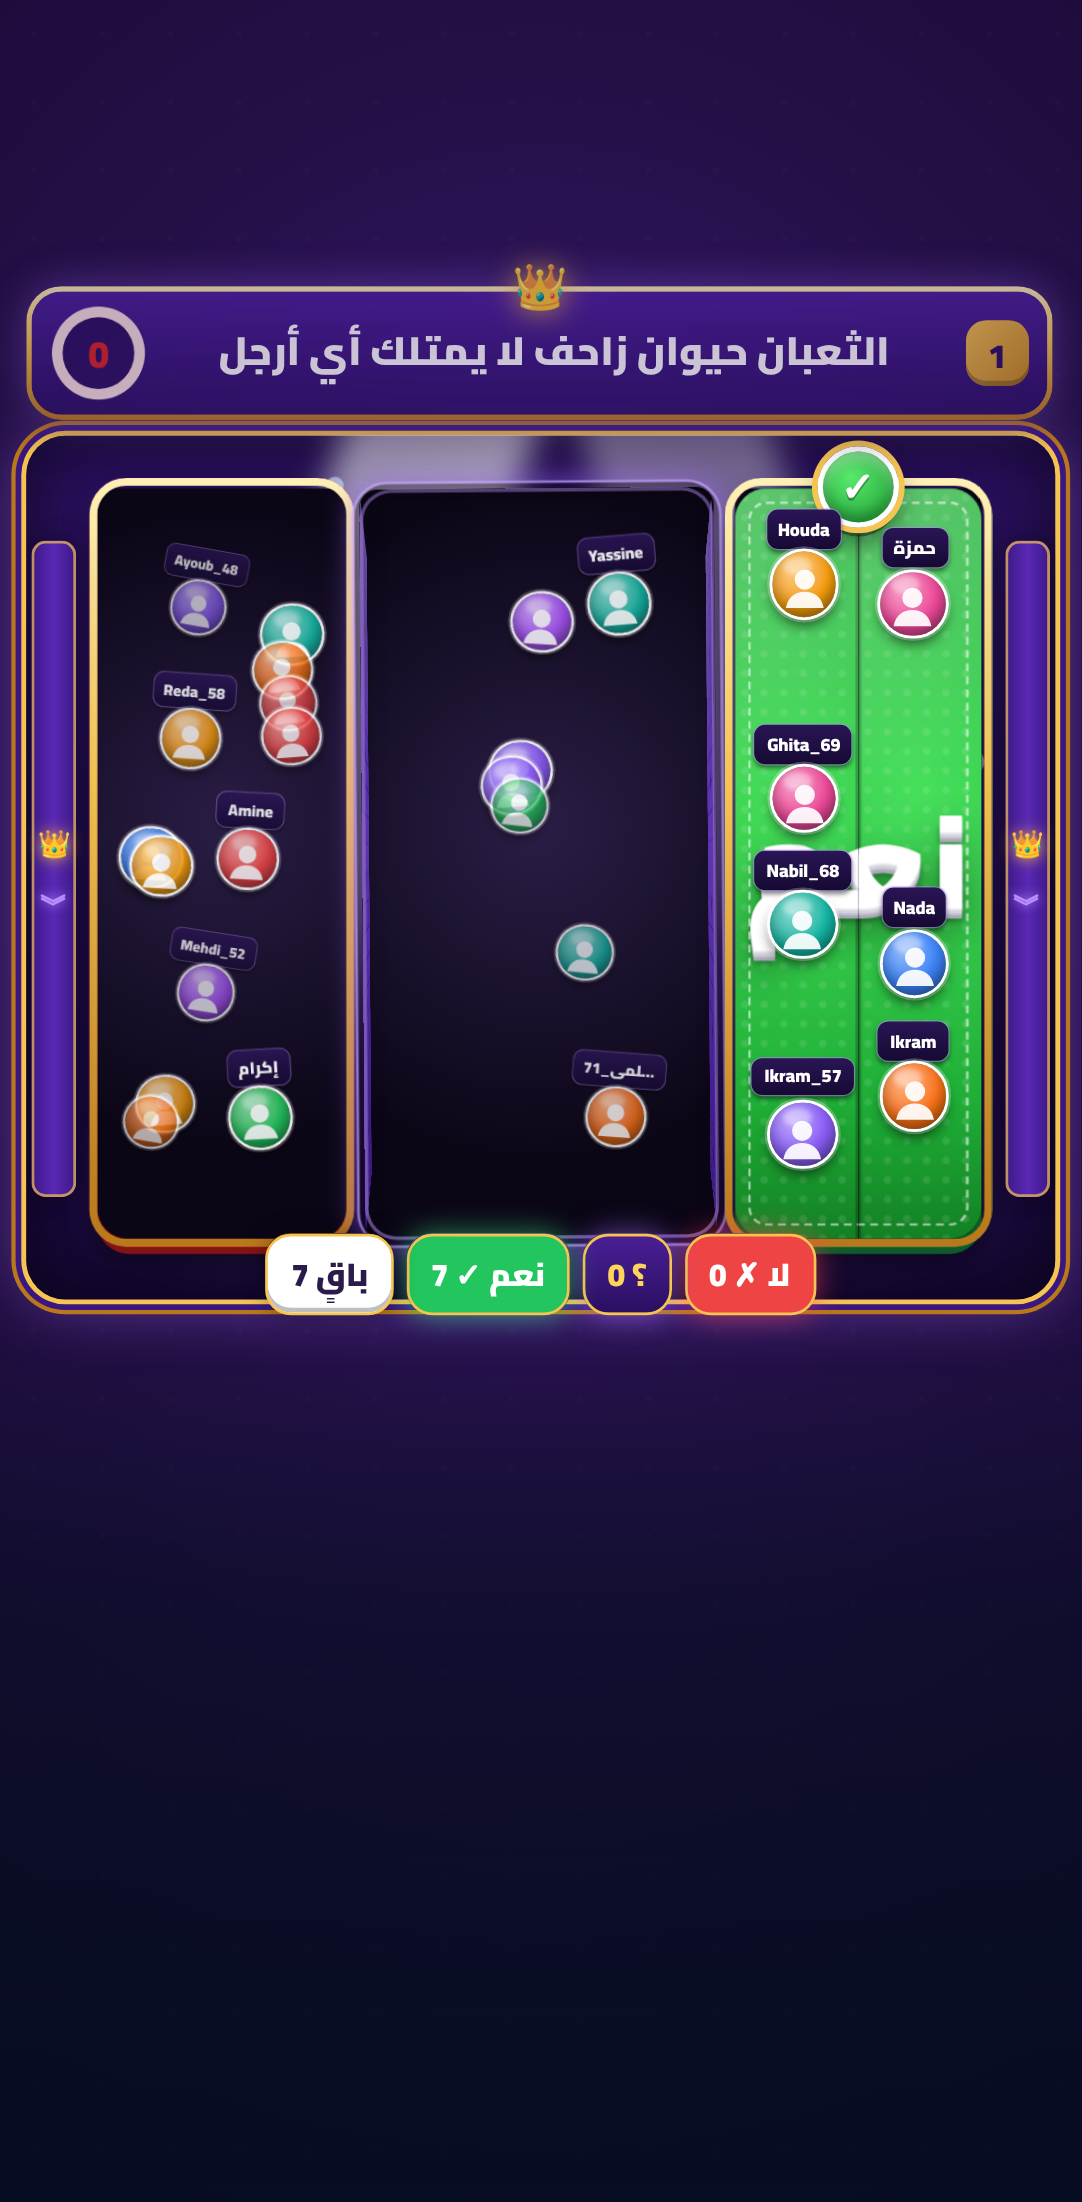 1
الثعبان حيوان زاحف لا يمتلك أي أرجل
0
Houda
حمزة
Yassine
Ayoub_48
Reda_58
Ghita_69
Amine
Nabil_68
Nada
Mehdi_52
Ikram
إكرام
...لمى_71
Ikram_57
لا ✗ 0
؟ 0
نعم ✓ 7
باقٍ 7